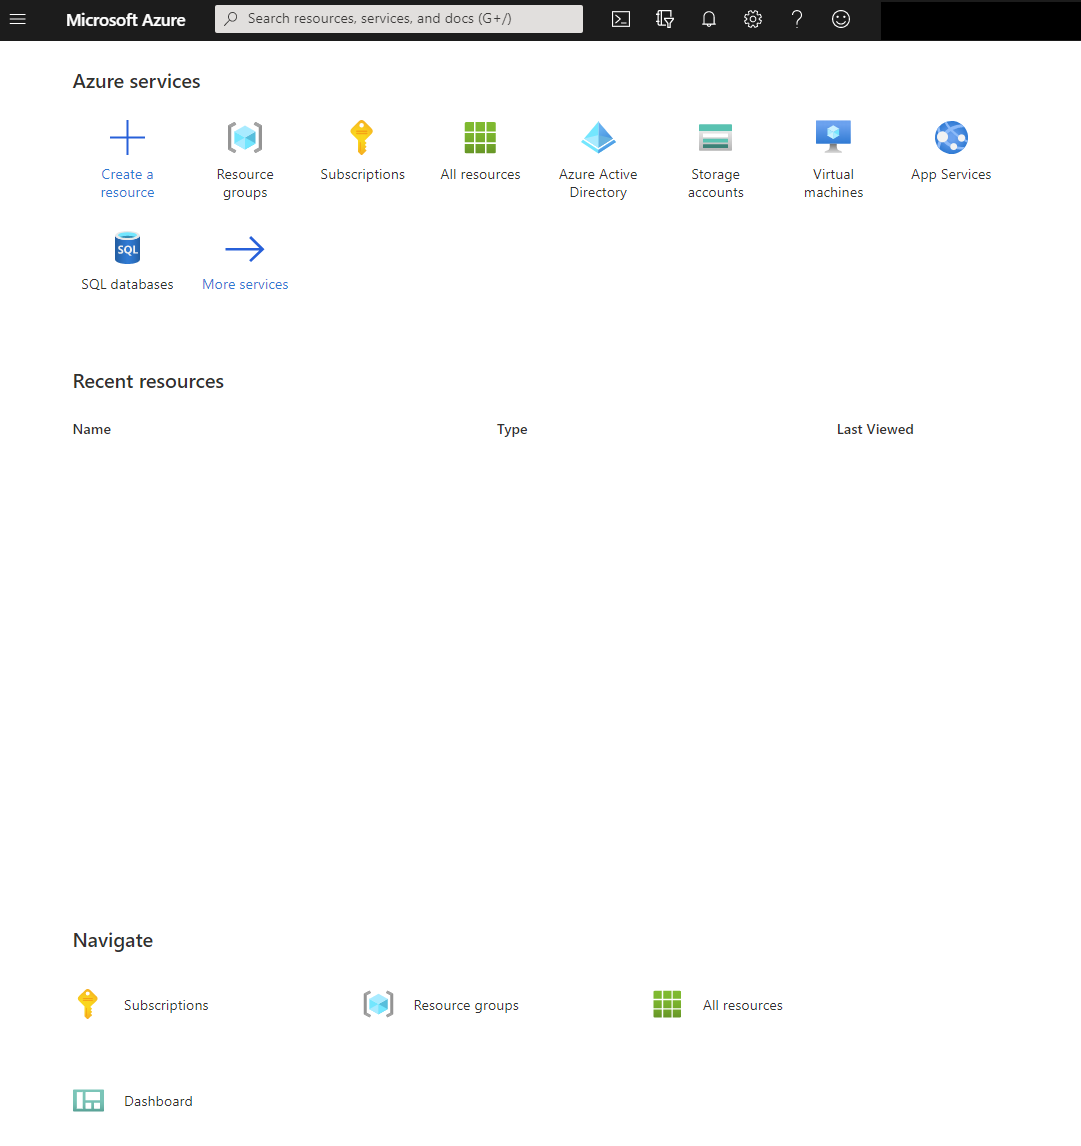 Microsoft Azure
Search resources, services, and docs (G+/)
Azure services
Create a resource
Resource groups
Subscriptions
All resources
Azure Active Directory
Storage accounts
Virtual machines
App Services
SQL
SQL databases
More services
Recent resources
Name Type Last Viewed
Navigate
Subscriptions Resource groups All resources
Dashboard